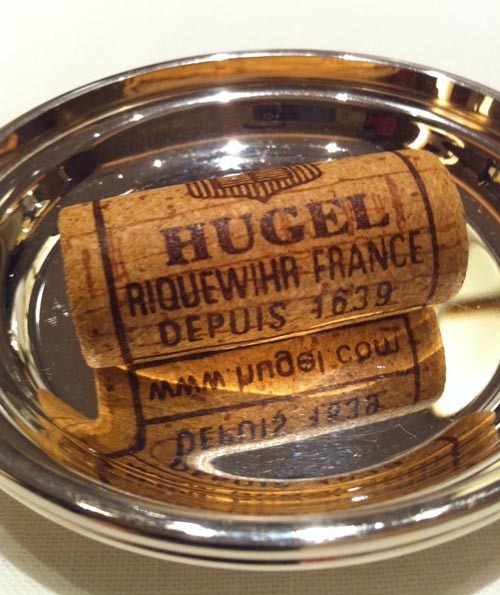 HUGEL
RIQUEWIHR FRANCE
DEPUIS 1639
www.hugel.com
DEPUIS 1639